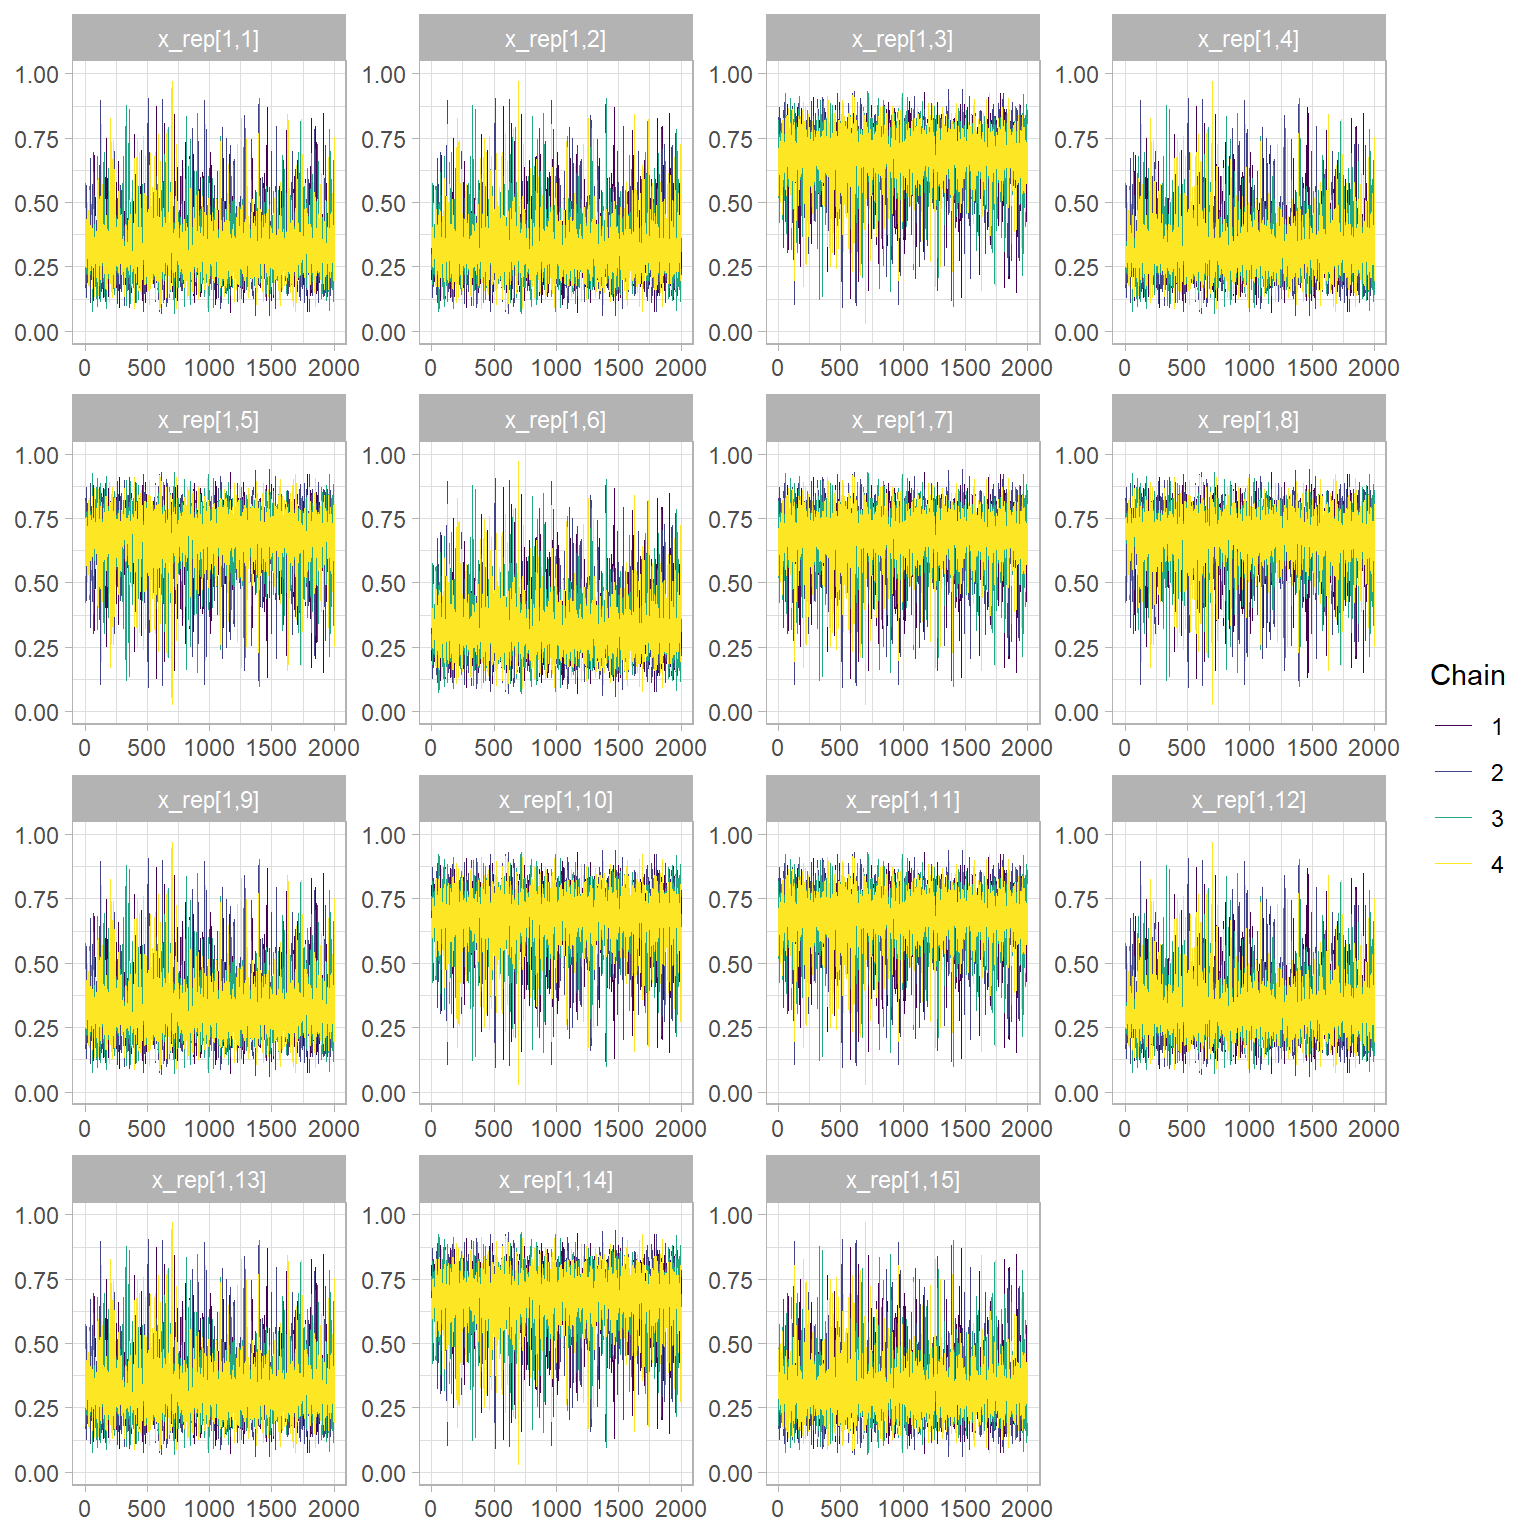 x_rep[1,1] x_rep[1,2] x_rep[1,3] x_rep[1,4]
1.00 1.00 1.00 1.00
0.75 0.75 0.75 0.75
0.50 0.50 0.50 0.50
0.25 0.25 0.25 0.25
0.00 0.00 0.00 0.00
0 500 1000 1500 2000 0 500 1000 1500 2000 0 500 1000 1500 2000 0 500 1000 1500 2000
x_rep[1,5] x_rep[1,6] x_rep[1,7] x_rep[1,8]
1.00 1.00 1.00 1.00
0.75 0.75 0.75 0.75
0.50 0.50 0.50 0.50
0.25 0.25 0.25 0.25
0.00 0.00 0.00 0.00
0 500 1000 1500 2000 0 500 1000 1500 2000 0 500 1000 1500 2000 0 500 1000 1500 2000
x_rep[1,9] x_rep[1,10] x_rep[1,11] x_rep[1,12]
1.00 1.00 1.00 1.00
0.75 0.75 0.75 0.75
0.50 0.50 0.50 0.50
0.25 0.25 0.25 0.25
0.00 0.00 0.00 0.00
0 500 1000 1500 2000 0 500 1000 1500 2000 0 500 1000 1500 2000 0 500 1000 1500 2000
x_rep[1,13] x_rep[1,14] x_rep[1,15]
1.00 1.00 1.00
0.75 0.75 0.75
0.50 0.50 0.50
0.25 0.25 0.25
0.00 0.00 0.00
0 500 1000 1500 2000 0 500 1000 1500 2000 0 500 1000 1500 2000
Chain
1
2
3
4